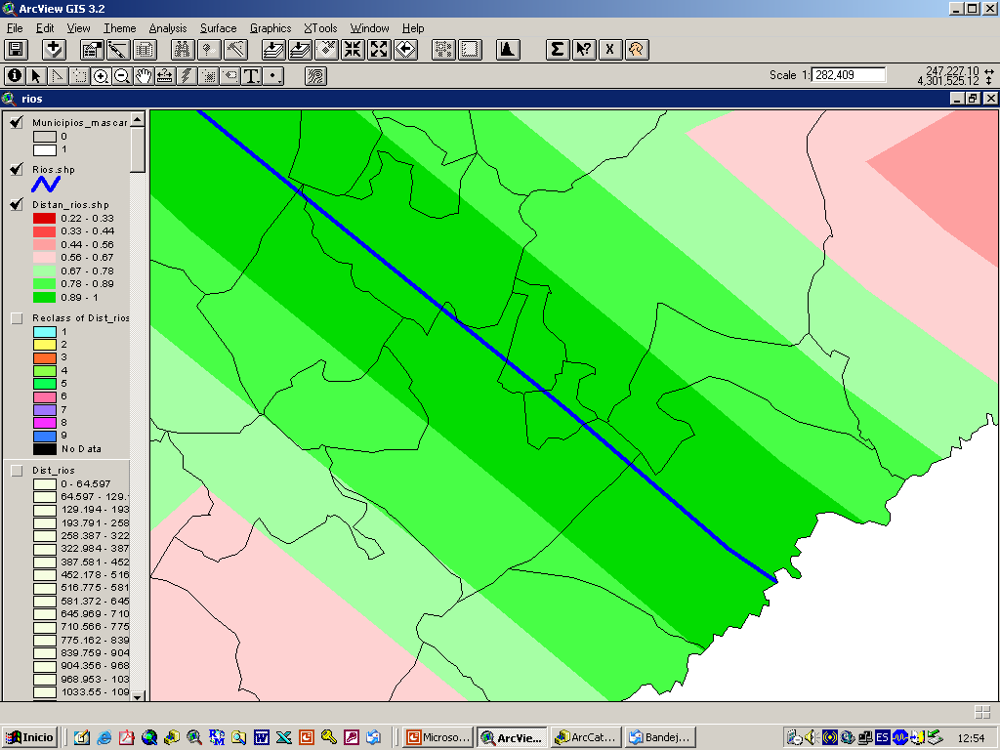 ArcView GIS 3.2
File Edit View Theme Analysis Surface Graphics XTools Window Help
Scale 1: 282,409
247,227.10
4,301,525.12
rios
Municipios_mascar
0
1
Rios.shp
Distan_rios.shp
0.22 - 0.33
0.33 - 0.44
0.44 - 0.56
0.56 - 0.67
0.67 - 0.78
0.78 - 0.89
0.89 - 1
Reclass of Dist_rios
1
2
3
4
5
6
7
8
9
No Data
Dist_rios
0 - 64.597
64.597 - 129.
129.194 - 193
193.791 - 258
258.387 - 322
322.984 - 387
387.581 - 452
452.178 - 516
516.775 - 581
581.372 - 645
645.969 - 710
710.566 - 775
775.162 - 839
839.759 - 904
904.356 - 968
968.953 - 103
1033.55 - 109
Inicio Microso... ArcVie... ArcCat... Bandej... ES 12:54